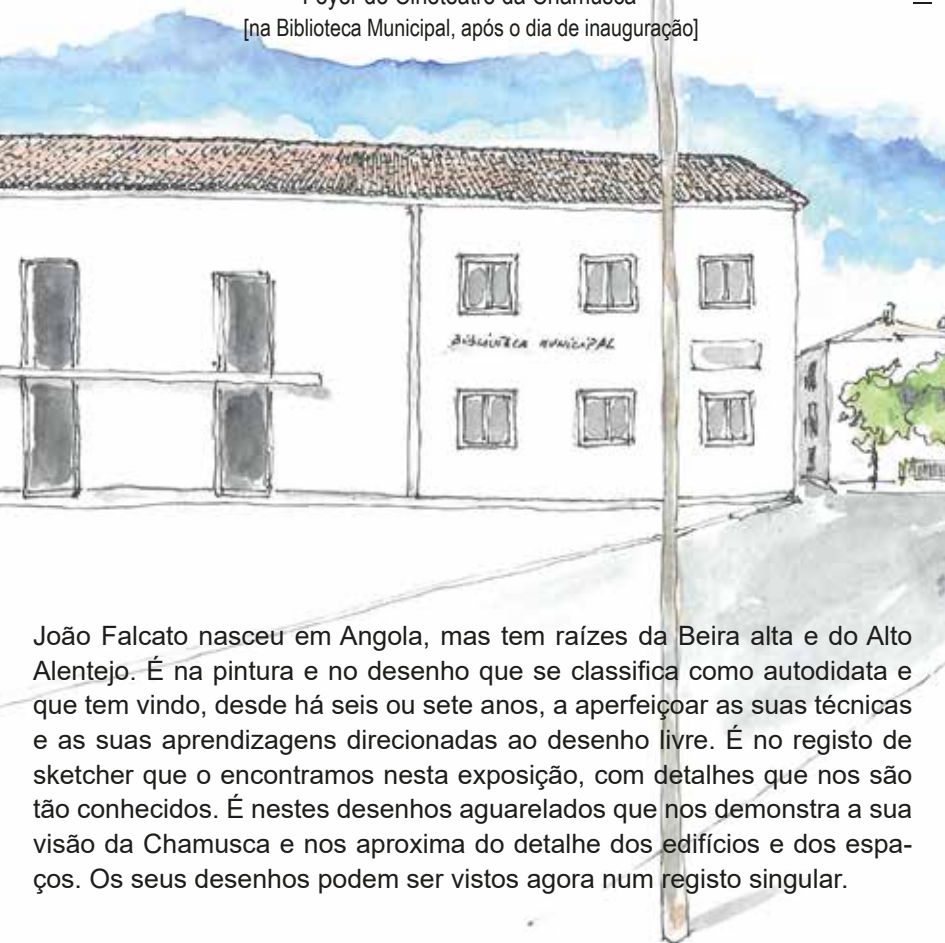 Foyer do Cineteatro da Chamusca
[na Biblioteca Municipal, após o dia de inauguração]
BIBLIOTECA MUNICIPAL
João Falcato nasceu em Angola, mas tem raízes da Beira alta e do Alto
Alentejo. É na pintura e no desenho que se classifica como autodidata e
que tem vindo, desde há seis ou sete anos, a aperfeiçoar as suas técnicas
e as suas aprendizagens direcionadas ao desenho livre. É no registo de
sketcher que o encontramos nesta exposição, com detalhes que nos são
tão conhecidos. É nestes desenhos aguarelados que nos demonstra a sua
visão da Chamusca e nos aproxima do detalhe dos edifícios e dos espa-
ços. Os seus desenhos podem ser vistos agora num registo singular.